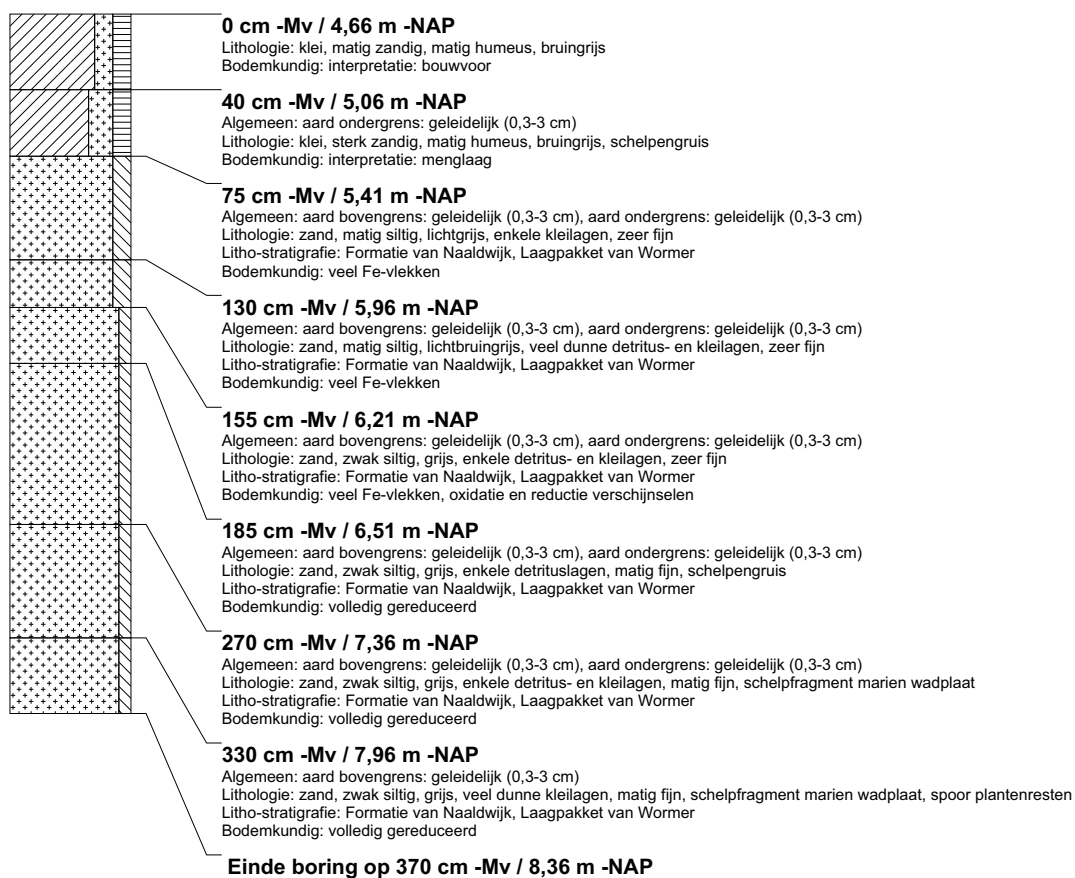 0 cm -Mv / 4,66 m -NAP
Lithologie: klei, matig zandig, matig humeus, bruingrijs
Bodemkundig: interpretatie: bouwvoor
40 cm -Mv / 5,06 m -NAP
Algemeen: aard ondergrens: geleidelijk (0,3-3 cm)
Lithologie: klei, sterk zandig, matig humeus, bruingrijs, schelpengruis
Bodemkundig: interpretatie: menglaag
75 cm -Mv / 5,41 m -NAP
Algemeen: aard bovengrens: geleidelijk (0,3-3 cm), aard ondergrens: geleidelijk (0,3-3 cm)
Lithologie: zand, matig siltig, lichtgrijs, enkele kleilagen, zeer fijn
Litho-stratigrafie: Formatie van Naaldwijk, Laagpakket van Wormer
Bodemkundig: veel Fe-vlekken
130 cm -Mv / 5,96 m -NAP
Algemeen: aard bovengrens: geleidelijk (0,3-3 cm), aard ondergrens: geleidelijk (0,3-3 cm)
Lithologie: zand, matig siltig, lichtbruingrijs, veel dunne detritus- en kleilagen, zeer fijn
Litho-stratigrafie: Formatie van Naaldwijk, Laagpakket van Wormer
Bodemkundig: veel Fe-vlekken
155 cm -Mv / 6,21 m -NAP
Algemeen: aard bovengrens: geleidelijk (0,3-3 cm), aard ondergrens: geleidelijk (0,3-3 cm)
Lithologie: zand, zwak siltig, grijs, enkele detritus- en kleilagen, zeer fijn
Litho-stratigrafie: Formatie van Naaldwijk, Laagpakket van Wormer
Bodemkundig: veel Fe-vlekken, oxidatie en reductie verschijnselen
185 cm -Mv / 6,51 m -NAP
Algemeen: aard bovengrens: geleidelijk (0,3-3 cm), aard ondergrens: geleidelijk (0,3-3 cm)
Lithologie: zand, zwak siltig, grijs, enkele detrituslagen, matig fijn, schelpengruis
Litho-stratigrafie: Formatie van Naaldwijk, Laagpakket van Wormer
Bodemkundig: volledig gereduceerd
270 cm -Mv / 7,36 m -NAP
Algemeen: aard bovengrens: geleidelijk (0,3-3 cm), aard ondergrens: geleidelijk (0,3-3 cm)
Lithologie: zand, zwak siltig, grijs, enkele detritus- en kleilagen, matig fijn, schelpfragment marien wadplaat
Litho-stratigrafie: Formatie van Naaldwijk, Laagpakket van Wormer
Bodemkundig: volledig gereduceerd
330 cm -Mv / 7,96 m -NAP
Algemeen: aard bovengrens: geleidelijk (0,3-3 cm)
Lithologie: zand, zwak siltig, grijs, veel dunne kleilagen, matig fijn, schelpfragment marien wadplaat, spoor plantenresten
Litho-stratigrafie: Formatie van Naaldwijk, Laagpakket van Wormer
Bodemkundig: volledig gereduceerd
Einde boring op 370 cm -Mv / 8,36 m -NAP